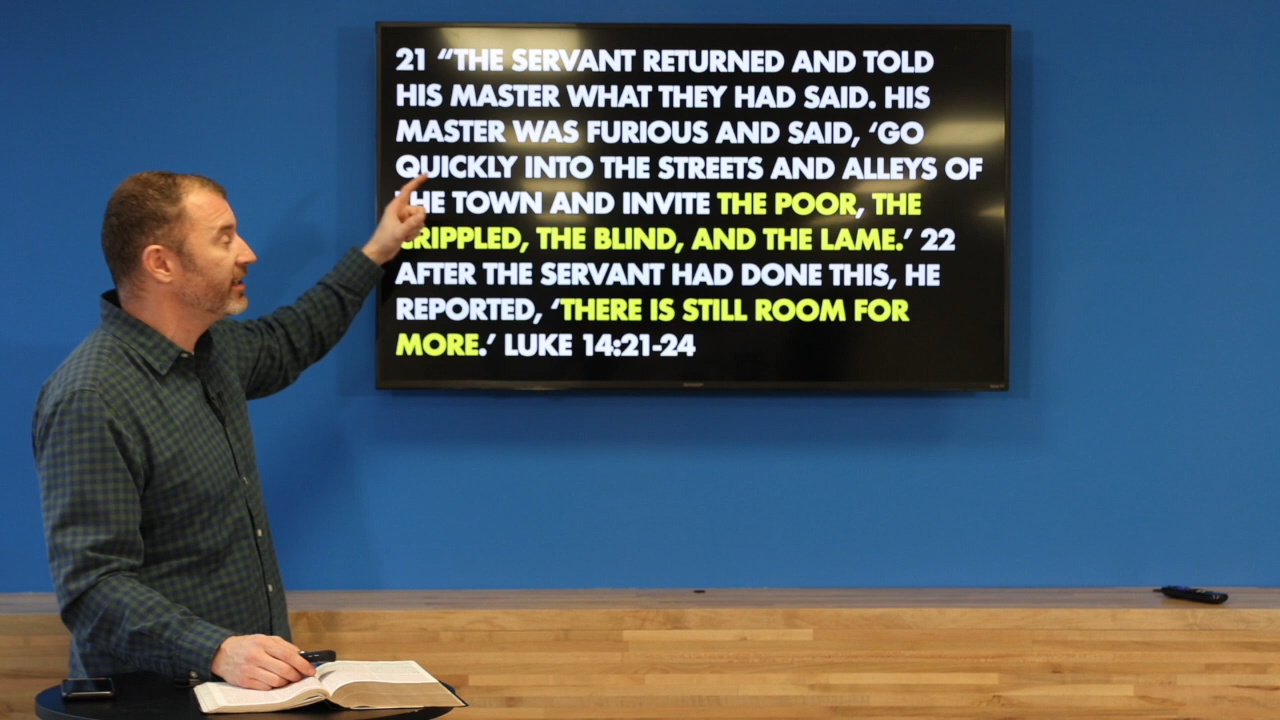 21 “THE SERVANT RETURNED AND TOLD
HIS MASTER WHAT THEY HAD SAID. HIS
MASTER WAS FURIOUS AND SAID, ‘GO
QUICKLY INTO THE STREETS AND ALLEYS OF
THE TOWN AND INVITE THE POOR, THE
CRIPPLED, THE BLIND, AND THE LAME.’ 22
AFTER THE SERVANT HAD DONE THIS, HE
REPORTED, ‘THERE IS STILL ROOM FOR
MORE.’ LUKE 14:21-24